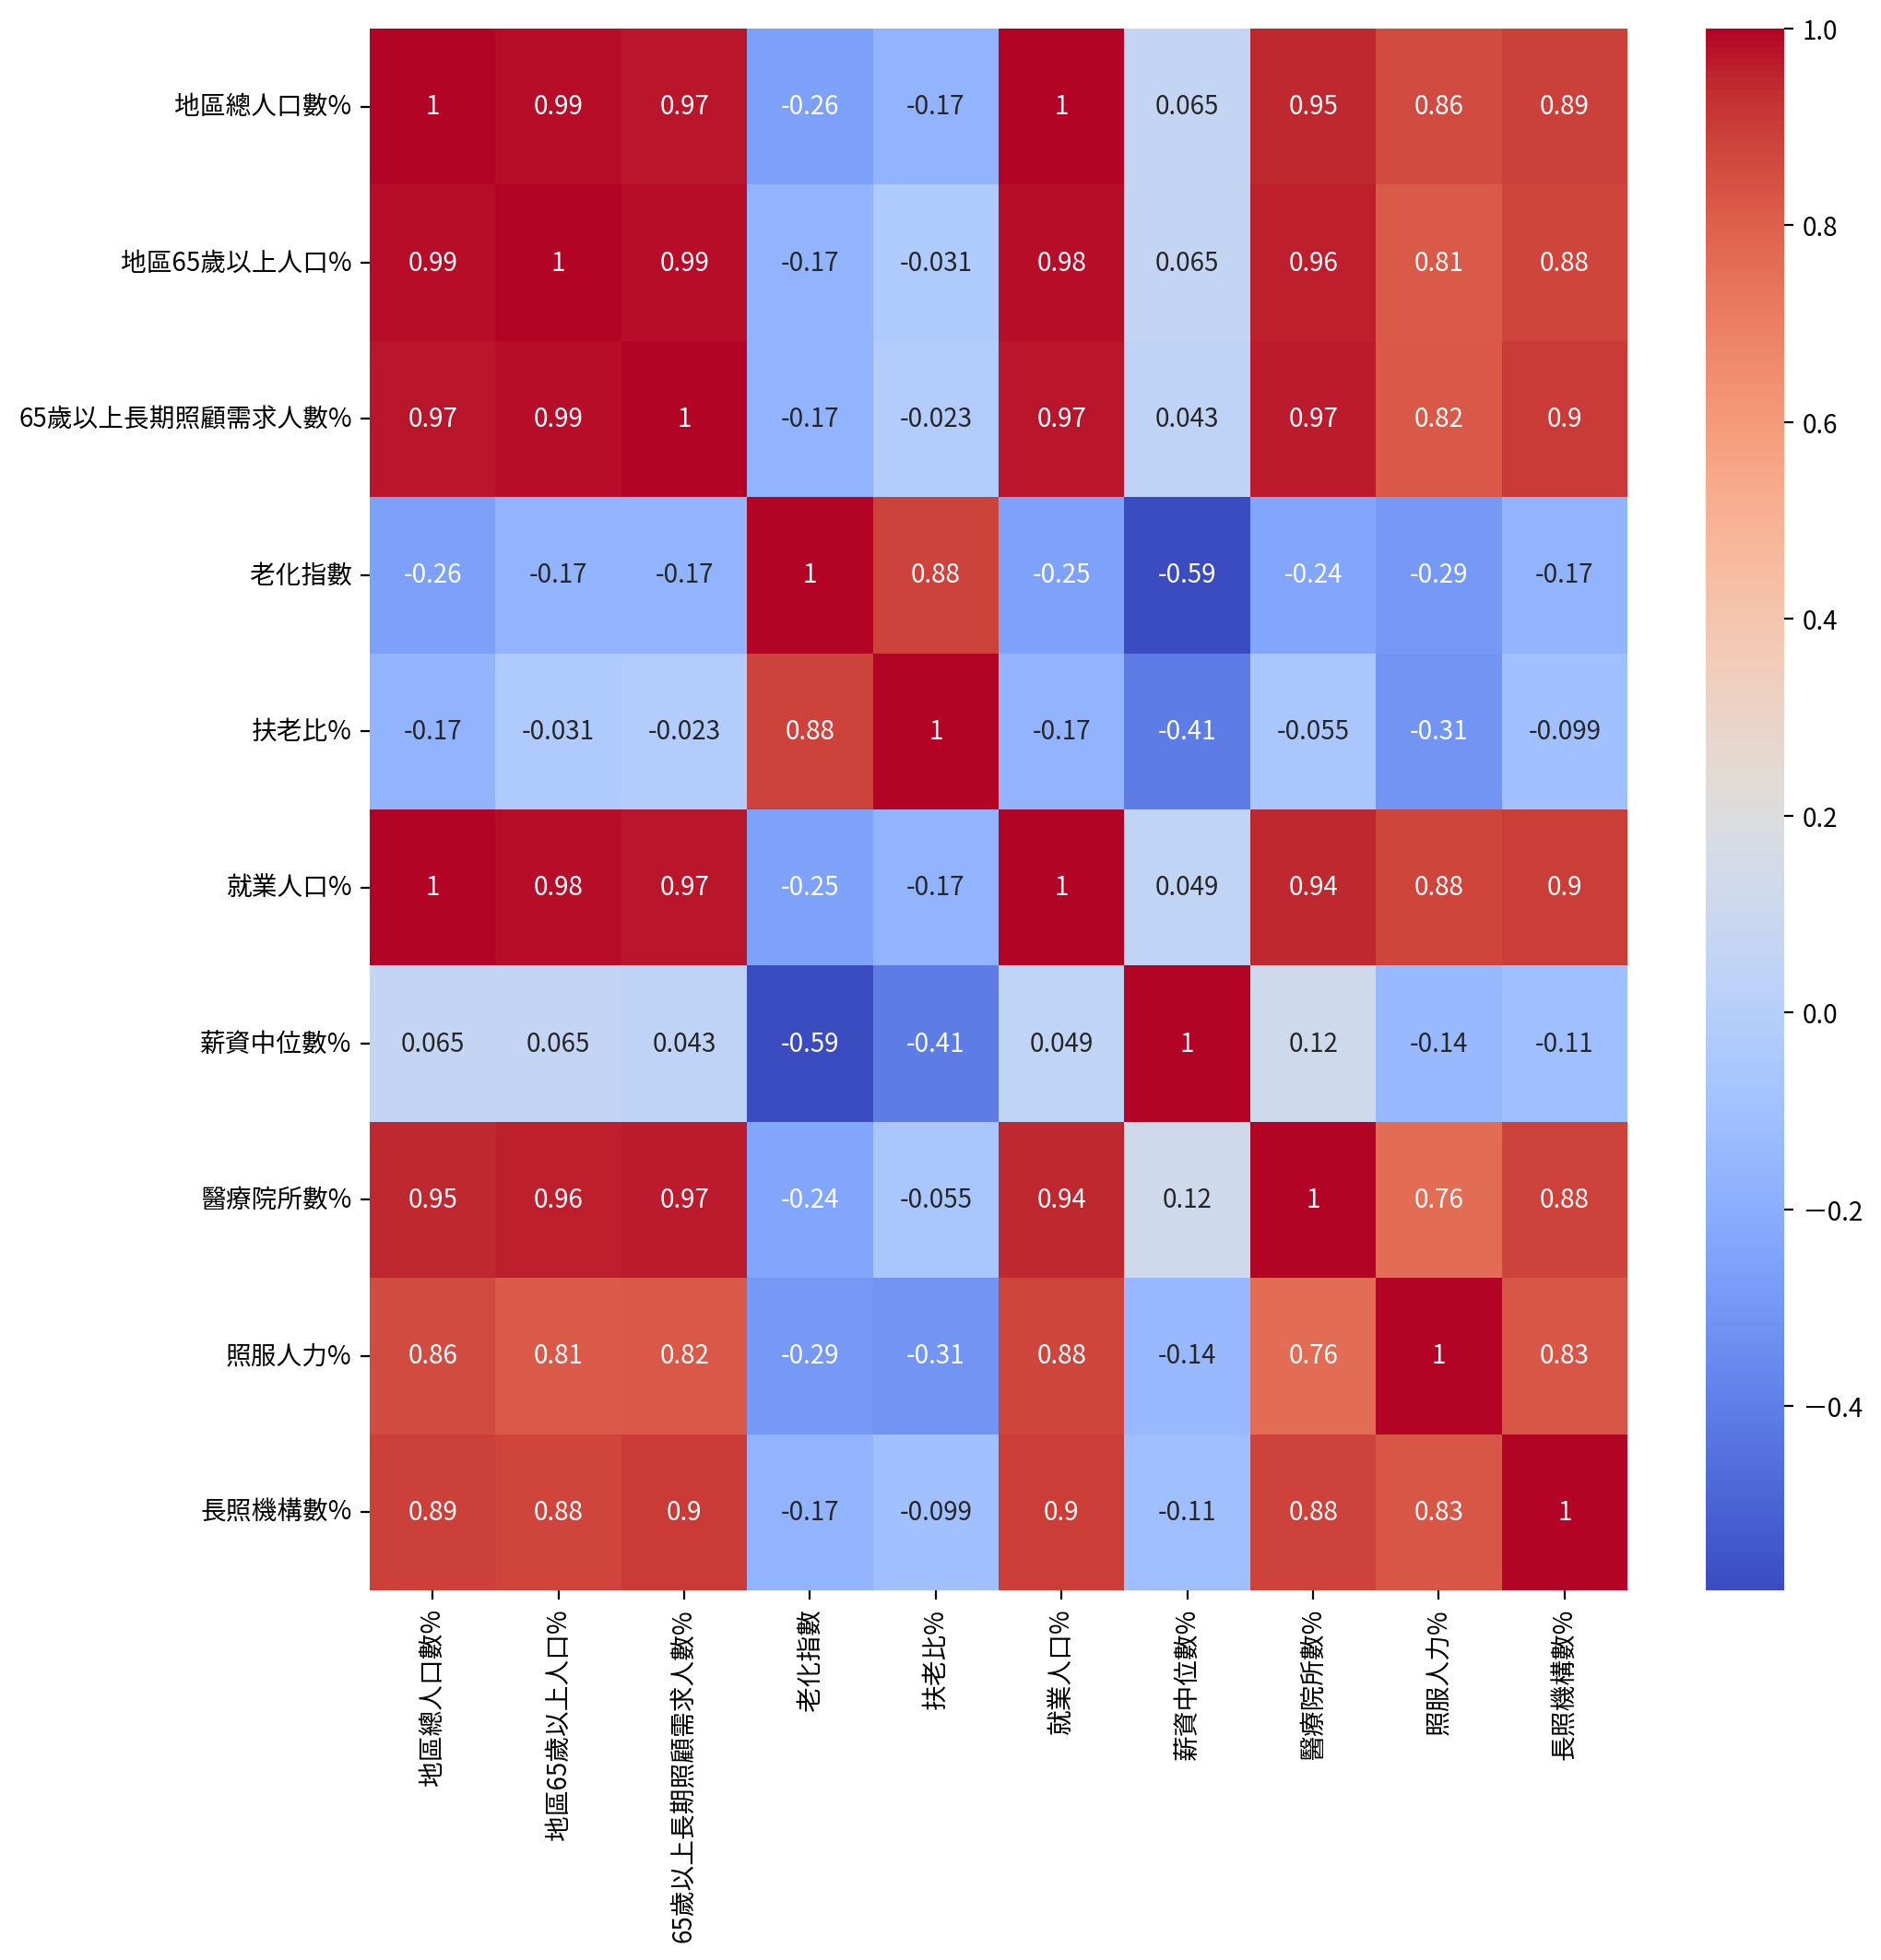 地區總人口數% 1 0.99 0.97 -0.26 -0.17 1 0.065 0.95 0.86 0.89
地區65歲以上人口% 0.99 1 0.99 -0.17 -0.031 0.98 0.065 0.96 0.81 0.88
65歲以上長期照顧需求人數% 0.97 0.99 1 -0.17 -0.023 0.97 0.043 0.97 0.82 0.9
老化指數 -0.26 -0.17 -0.17 1 0.88 -0.25 -0.59 -0.24 -0.29 -0.17
扶老比% -0.17 -0.031 -0.023 0.88 1 -0.17 -0.41 -0.055 -0.31 -0.099
就業人口% 1 0.98 0.97 -0.25 -0.17 1 0.049 0.94 0.88 0.9
薪資中位數% 0.065 0.065 0.043 -0.59 -0.41 0.049 1 0.12 -0.14 -0.11
醫療院所數% 0.95 0.96 0.97 -0.24 -0.055 0.94 0.12 1 0.76 0.88
照服人力% 0.86 0.81 0.82 -0.29 -0.31 0.88 -0.14 0.76 1 0.83
長照機構數% 0.89 0.88 0.9 -0.17 -0.099 0.9 -0.11 0.88 0.83 1
地區總人口數%
地區65歲以上人口%
65歲以上長期照顧需求人數%
老化指數
扶老比%
就業人口%
薪資中位數%
醫療院所數%
照服人力%
長照機構數%
1.0
0.8
0.6
0.4
0.2
0.0
−0.2
−0.4